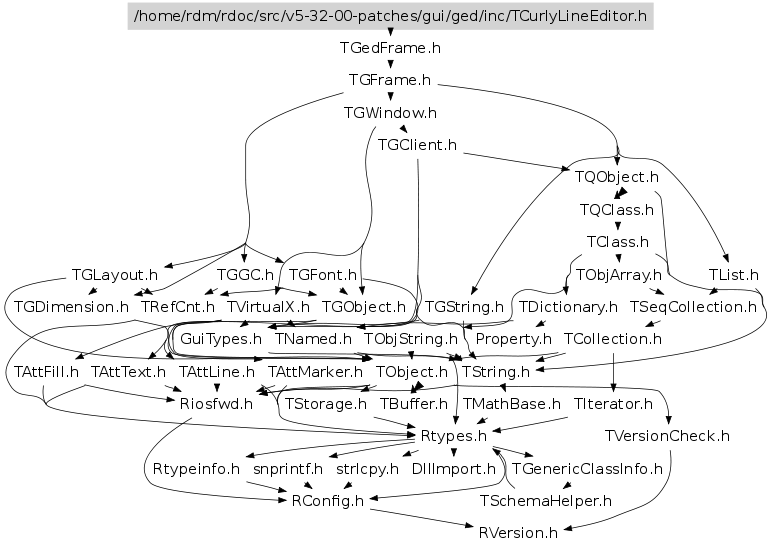 /home/rdm/rdoc/src/v5-32-00-patches/gui/ged/inc/TCurlyLineEditor.h
TGedFrame.h
TGFrame.h
TGWindow.h
TGClient.h
TQObject.h
TQClass.h
TClass.h
TGLayout.h TGGC.h TGFont.h TObjArray.h TList.h
TGDimension.h TRefCnt.h TVirtualX.h TGObject.h TGString.h TDictionary.h TSeqCollection.h
GuiTypes.h TNamed.h TObjString.h Property.h TCollection.h
TAttFill.h TAttText.h TAttLine.h TAttMarker.h TObject.h TString.h
Riosfwd.h TStorage.h TBuffer.h TMathBase.h TIterator.h
Rtypes.h TVersionCheck.h
Rtypeinfo.h snprintf.h strlcpy.h DllImport.h TGenericClassInfo.h
RConfig.h TSchemaHelper.h
RVersion.h